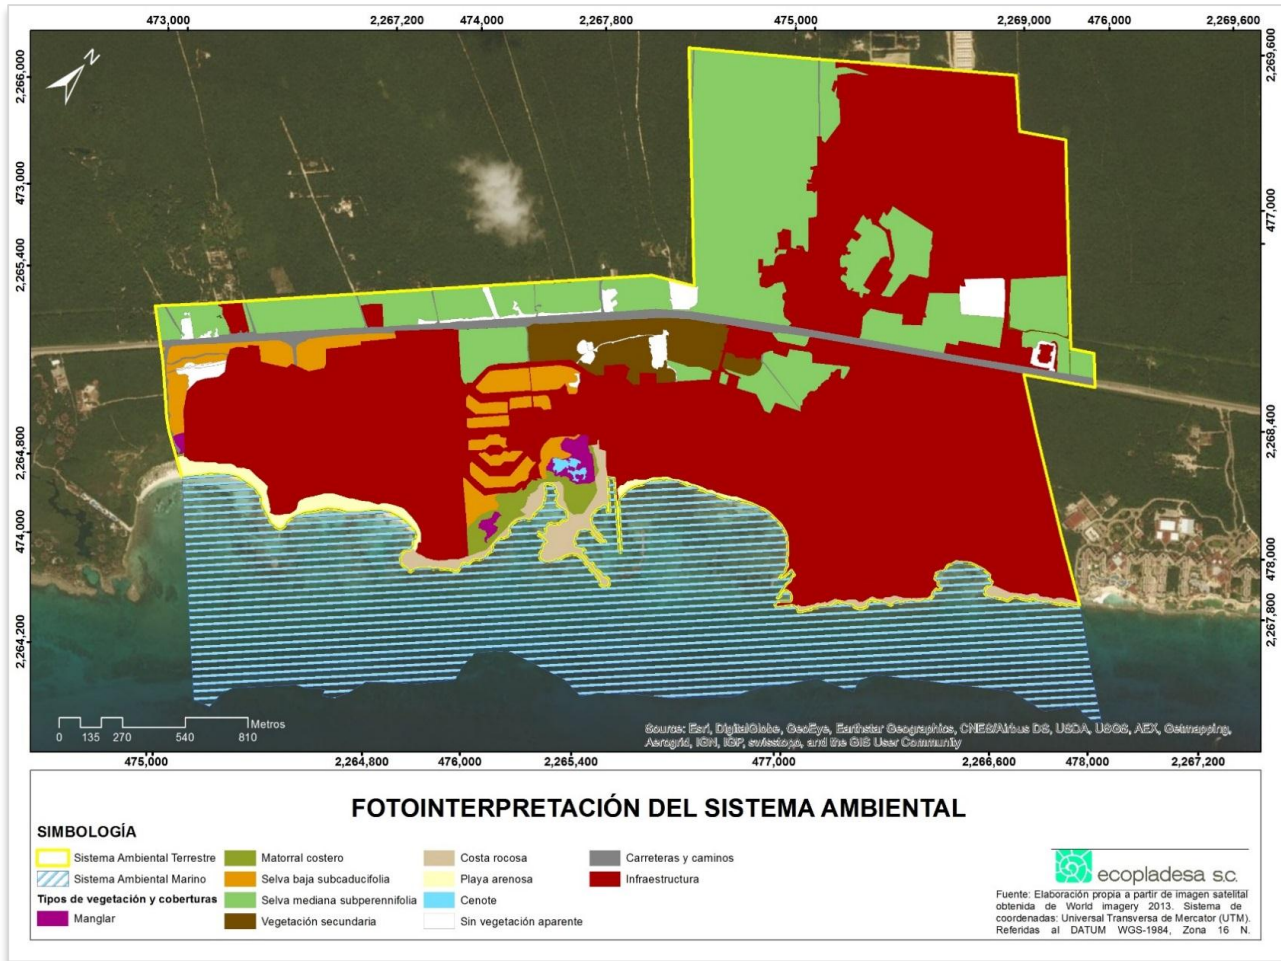 473,000 2,267,200 474,000 2,267,800 475,000 2,269,000 476,000 2,269,600
2,266,000
473,000
2,265,400
2,264,800
474,000
2,264,200
2,269,600
477,000
2,268,400
478,000
2,267,800
N
Metros
0 135 270 540 810
Source: Esri, DigitalGlobe, GeoEye, Earthstar Geographics, CNES/Airbus DS, USDA, USGS, AEX, Getmapping,
Aerogrid, IGN, IGP, swisstopo, and the GIS User Community
475,000 2,264,800 476,000 2,265,400 477,000 2,266,600 478,000 2,267,200
FOTOINTERPRETACIÓN DEL SISTEMA AMBIENTAL
SIMBOLOGÍA
Sistema Ambiental Terrestre
Sistema Ambiental Marino
Tipos de vegetación y coberturas
Manglar
Matorral costero
Selva baja subcaducifolia
Selva mediana subperennifolia
Vegetación secundaria
Costa rocosa
Playa arenosa
Cenote
Sin vegetación aparente
Carreteras y caminos
Infraestructura
ecopladesa s.c.
Fuente: Elaboración propia a partir de imagen satelital
obtenida de World imagery 2013. Sistema de
coordenadas: Universal Transversa de Mercator (UTM).
Referidas al DATUM WGS-1984, Zona 16 N.